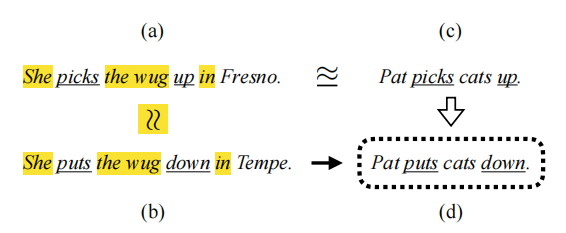 (a) (c)
She picks the wug up in Fresno. ≊ Pat picks cats up.
≈
She puts the wug down in Tempe. → Pat puts cats down.
(b) (d)